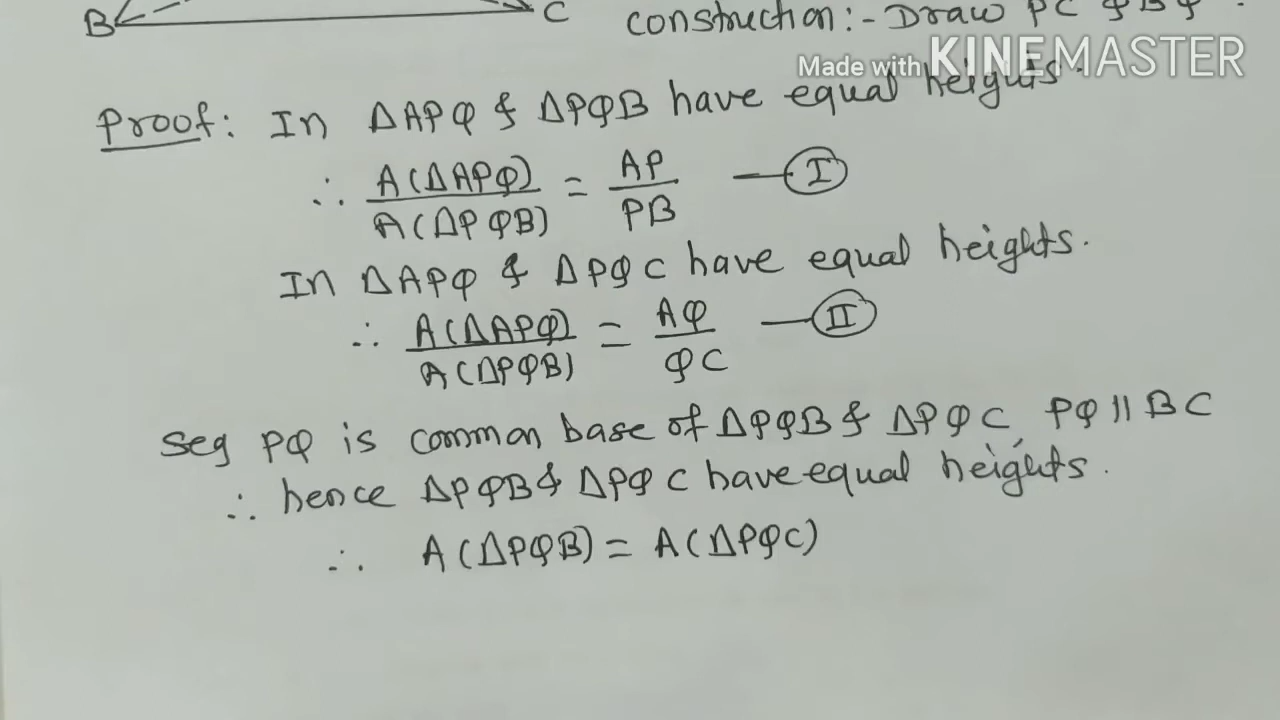 B C construction:- Draw PC & BQ.
Made with KINEMASTER
Proof: In ΔAPQ & ΔPQB have equal heights.
∴ A(ΔAPQ) / A(ΔPQB) = AP / PB — I
In ΔAPQ & ΔPQC have equal heights.
∴ A(ΔAPQ) / A(ΔPQB) = AQ / QC — II
Seg PQ is common base of ΔPQB & ΔPQC, PQ || BC
∴ hence ΔPQB & ΔPQC have equal heights.
∴ A(ΔPQB) = A(ΔPQC)